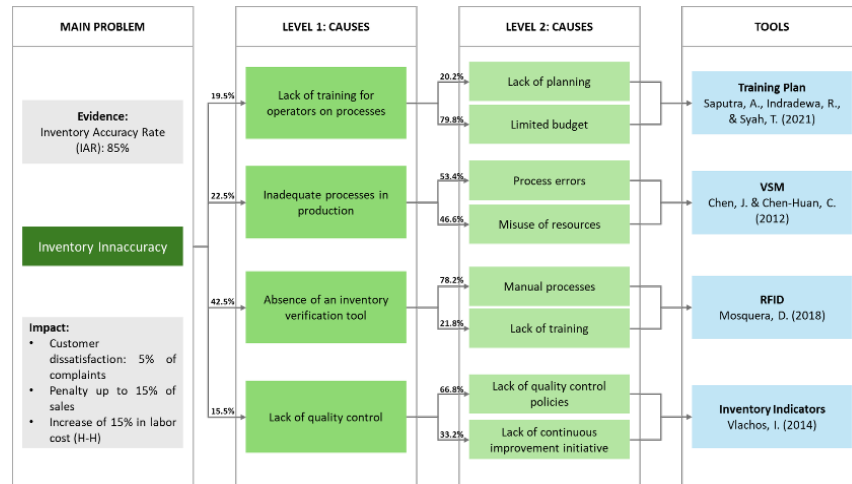 MAIN PROBLEM
LEVEL 1: CAUSES
LEVEL 2: CAUSES
TOOLS
Evidence:
Inventory Accuracy Rate
(IAR): 85%
Inventory Innaccuracy
Impact:
• Customer
dissatisfaction: 5% of
complaints
• Penalty up to 15% of
sales
• Increase of 15% in labor
cost (H-H)
19.5%
Lack of training for
operators on processes
22.5%
Inadequate processes in
production
42.5%
Absence of an inventory
verification tool
15.5%
Lack of quality control
20.2%
Lack of planning
79.8%
Limited budget
53.4%
Process errors
46.6%
Misuse of resources
78.2%
Manual processes
21.8%
Lack of training
66.8%
Lack of quality control
policies
33.2%
Lack of continuous
improvement initiative
Training Plan
Saputra, A., Indradewa, R.,
& Syah, T. (2021)
VSM
Chen, J. & Chen-Huan, C.
(2012)
RFID
Mosquera, D. (2018)
Inventory Indicators
Vlachos, I. (2014)